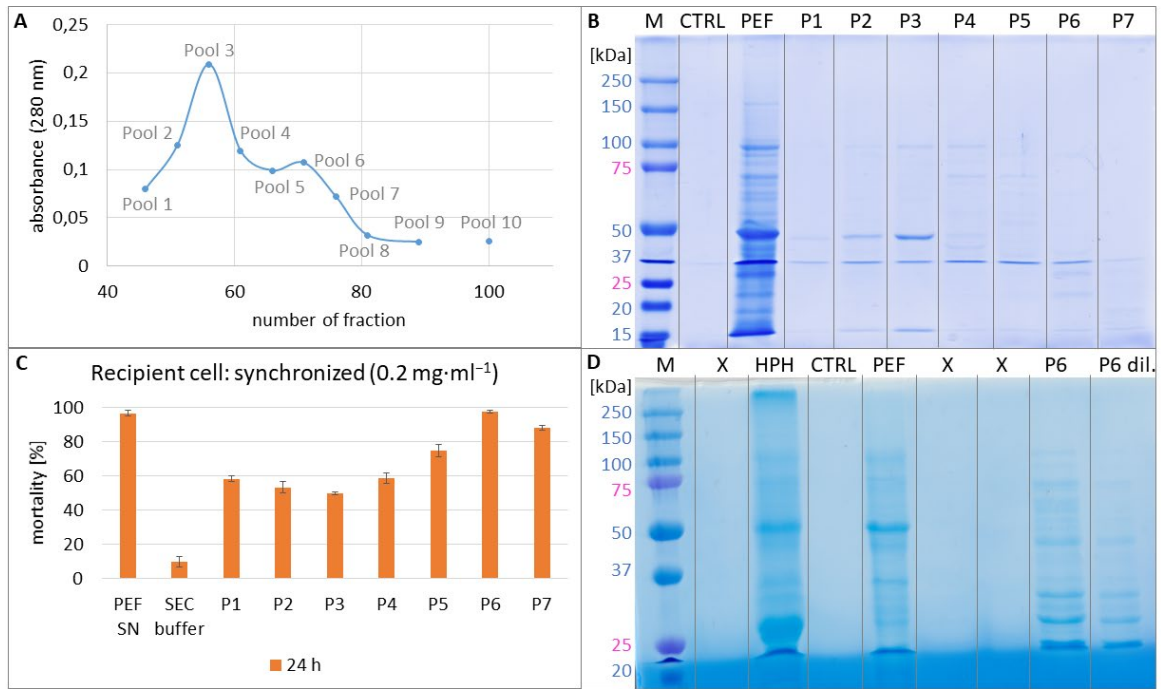 A
0,25
0,2
0,15
0,1
0,05
0
absorbance (280 nm)
Pool 1
Pool 2
Pool 3
Pool 4
Pool 5
Pool 6
Pool 7
Pool 8
Pool 9
Pool 10
40 60 80 100
number of fraction
B M CTRL PEF P1 P2 P3 P4 P5 P6 P7
[kDa]
250
150
100
75
50
37
25
20
15
C
Recipient cell: synchronized (0.2 mg·ml⁻¹)
100
80
60
40
20
0
mortality [%]
PEF SEC P1 P2 P3 P4 P5 P6 P7
SN buffer
24 h
D M X HPH CTRL PEF X X P6 P6 dil.
[kDa]
250
150
100
75
50
37
25
20